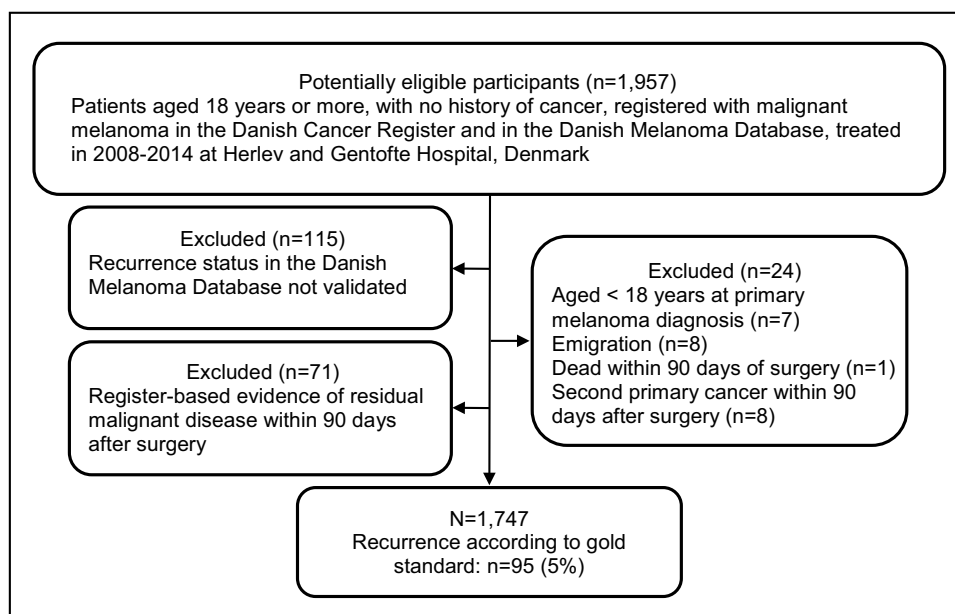 Potentially eligible participants (n=1,957)
Patients aged 18 years or more, with no history of cancer, registered with malignant
melanoma in the Danish Cancer Register and in the Danish Melanoma Database, treated
in 2008-2014 at Herlev and Gentofte Hospital, Denmark
Excluded (n=115)
Recurrence status in the Danish
Melanoma Database not validated
Excluded (n=24)
Aged < 18 years at primary
melanoma diagnosis (n=7)
Emigration (n=8)
Dead within 90 days of surgery (n=1)
Second primary cancer within 90
days after surgery (n=8)
Excluded (n=71)
Register-based evidence of residual
malignant disease within 90 days
after surgery
N=1,747
Recurrence according to gold
standard: n=95 (5%)